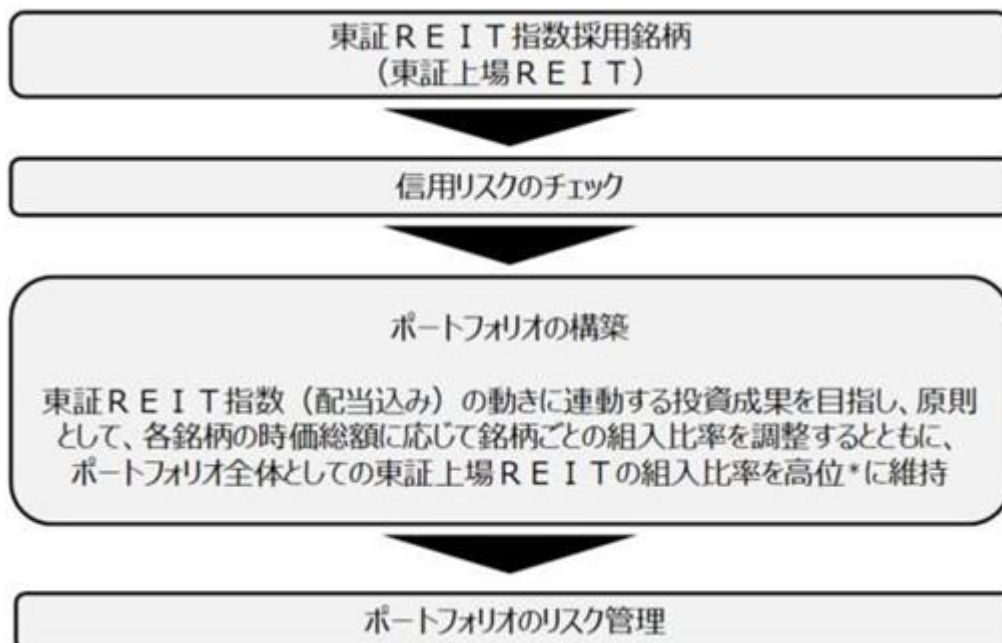 東証ＲＥＩＴ指数採用銘柄
（東証上場ＲＥＩＴ）
信用リスクのチェック
ポートフォリオの構築
東証ＲＥＩＴ指数（配当込み）の動きに連動する投資成果を目指し、原則
として、各銘柄の時価総額に応じて銘柄ごとの組入比率を調整するとともに、
ポートフォリオ全体としての東証上場ＲＥＩＴの組入比率を高位*に維持
ポートフォリオのリスク管理